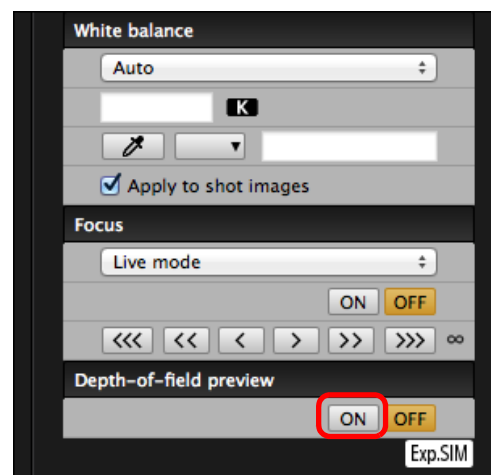 White balance
Auto
K
Apply to shot images
Focus
Live mode
ON OFF
<<< << < > >> >>> ∞
Depth-of-field preview
ON OFF
Exp.SIM